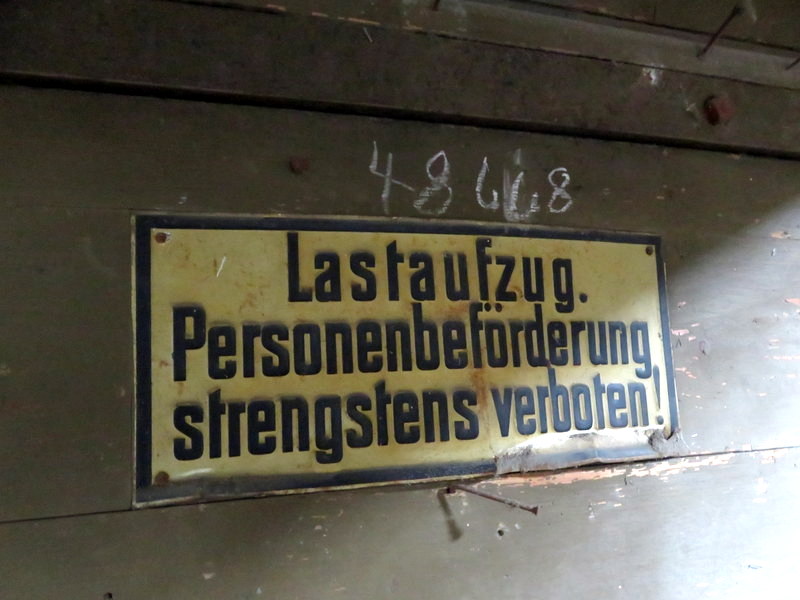 48668
Lastaufzug.
Personenbeförderung
strengstens verboten!